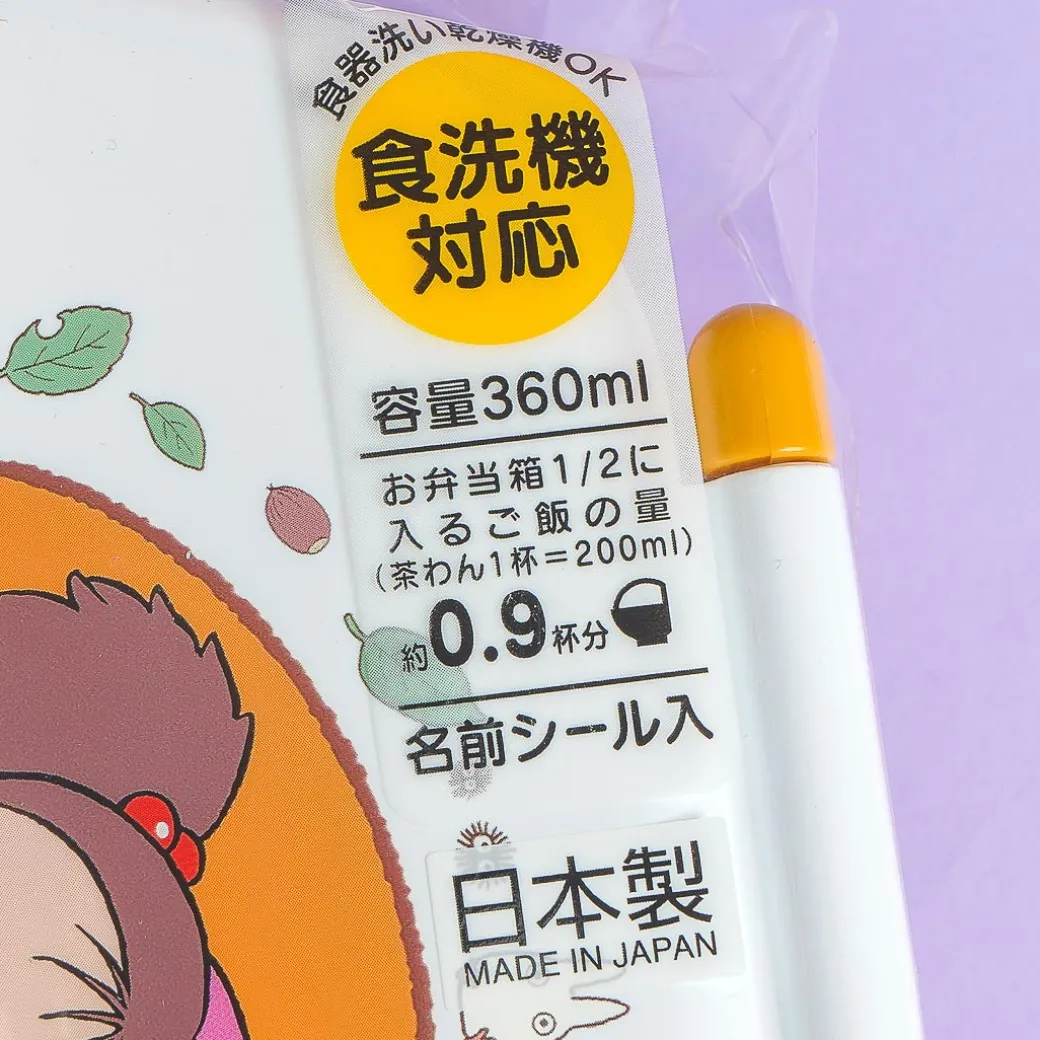 食器洗い乾燥機OK
食洗機
対応
容量360ml
お弁当箱1/2に
入るご飯の量
(茶わん1杯=200ml)
約0.9杯分
名前シール入
日本製
MADE IN JAPAN